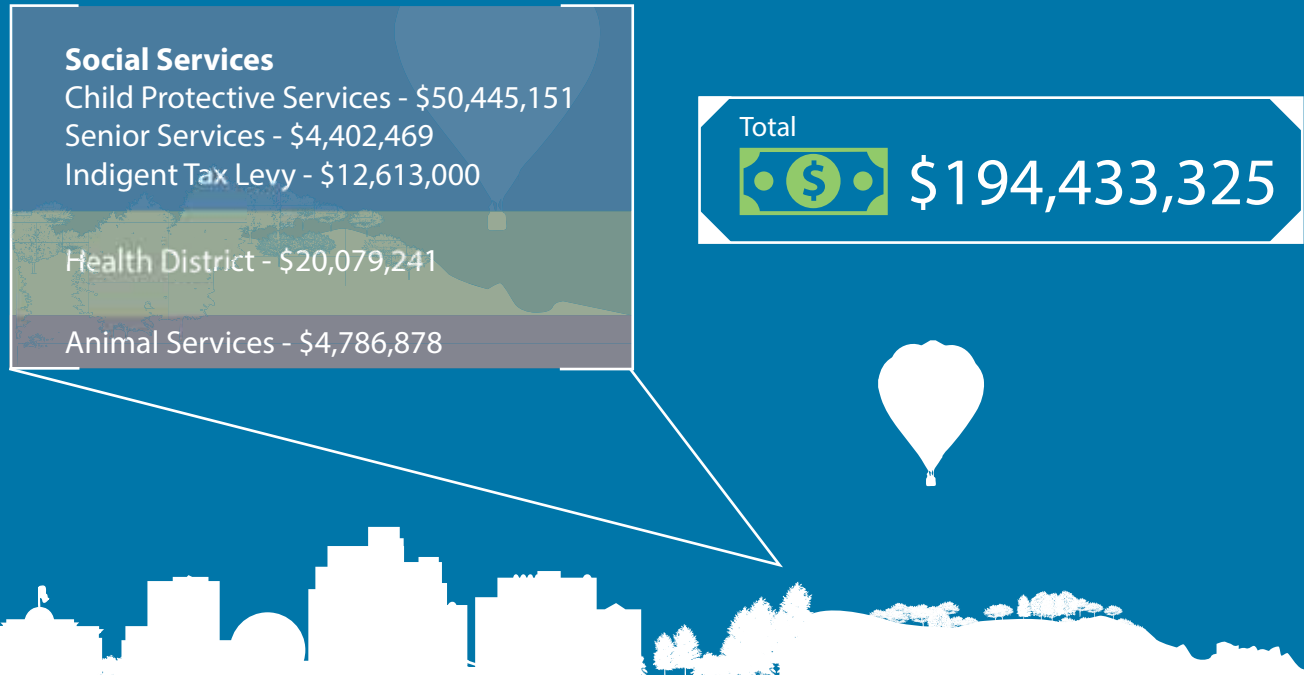 Social Services
Child Protective Services - $50,445,151
Senior Services - $4,402,469
Indigent Tax Levy - $12,613,000
Health District - $20,079,241
Animal Services - $4,786,878
Total
$
$194,433,325